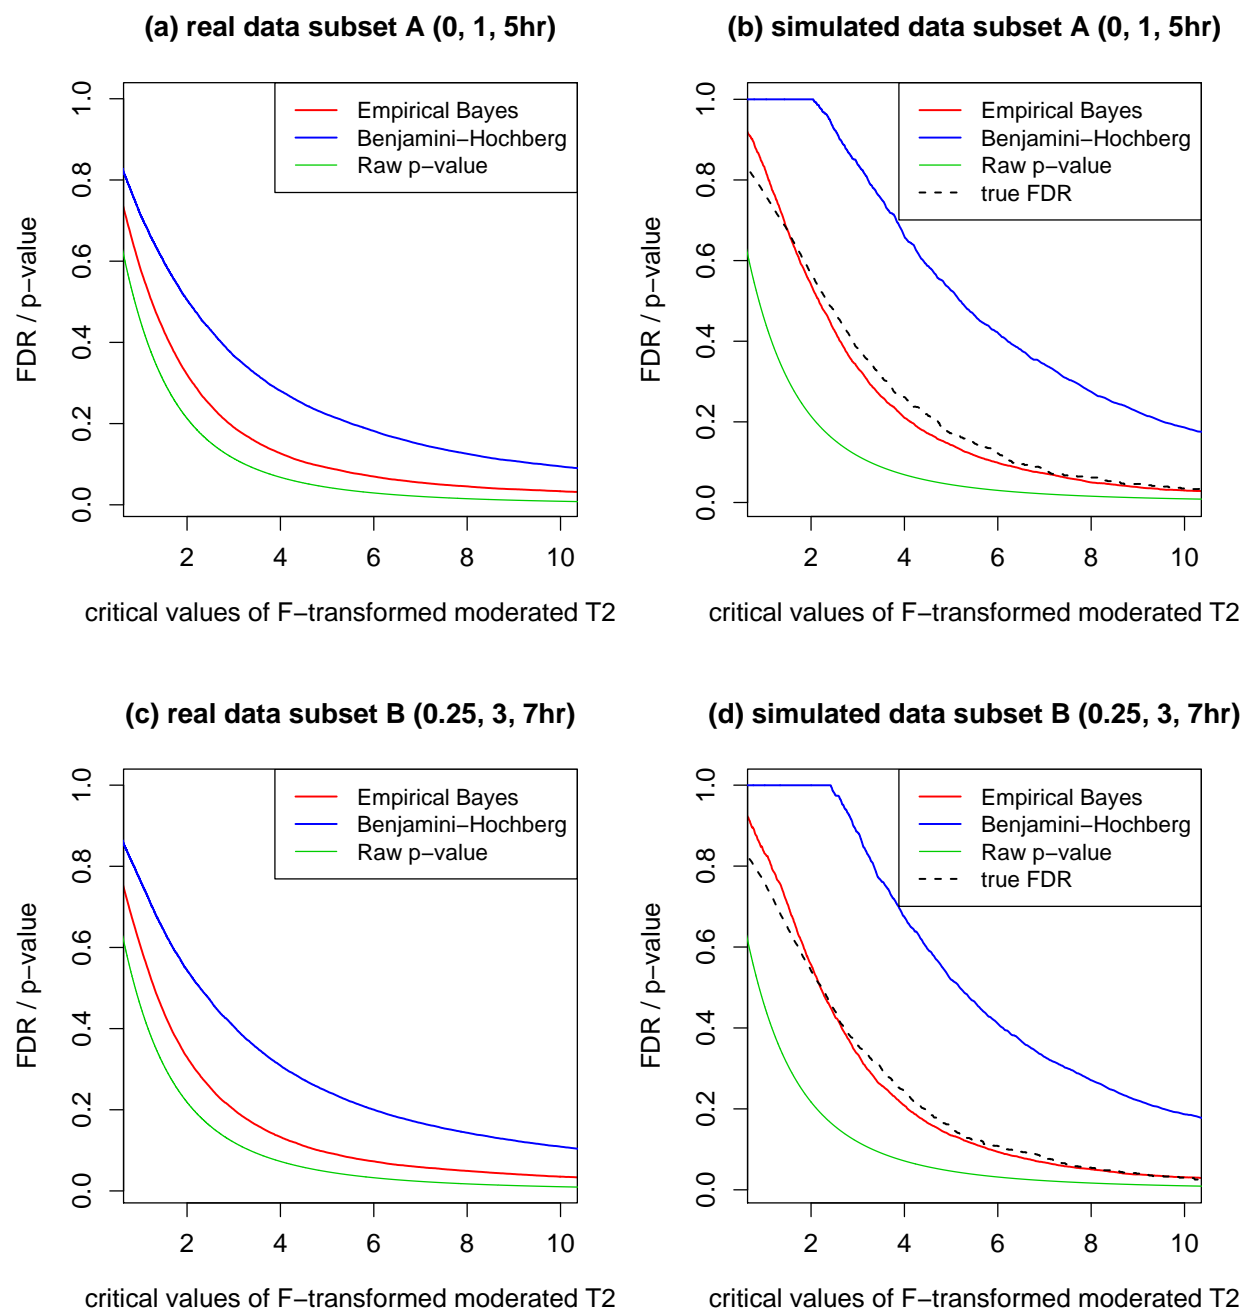 (a) real data subset A (0, 1, 5hr)
Empirical Bayes
Benjamini−Hochberg
Raw p−value
FDR / p−value
1.0
0.8
0.6
0.4
0.2
0.0
2 4 6 8 10
critical values of F−transformed moderated T2
(b) simulated data subset A (0, 1, 5hr)
Empirical Bayes
Benjamini−Hochberg
Raw p−value
true FDR
FDR / p−value
1.0
0.8
0.6
0.4
0.2
0.0
2 4 6 8 10
critical values of F−transformed moderated T2
(c) real data subset B (0.25, 3, 7hr)
Empirical Bayes
Benjamini−Hochberg
Raw p−value
FDR / p−value
1.0
0.8
0.6
0.4
0.2
0.0
2 4 6 8 10
critical values of F−transformed moderated T2
(d) simulated data subset B (0.25, 3, 7hr)
Empirical Bayes
Benjamini−Hochberg
Raw p−value
true FDR
FDR / p−value
1.0
0.8
0.6
0.4
0.2
0.0
2 4 6 8 10
critical values of F−transformed moderated T2